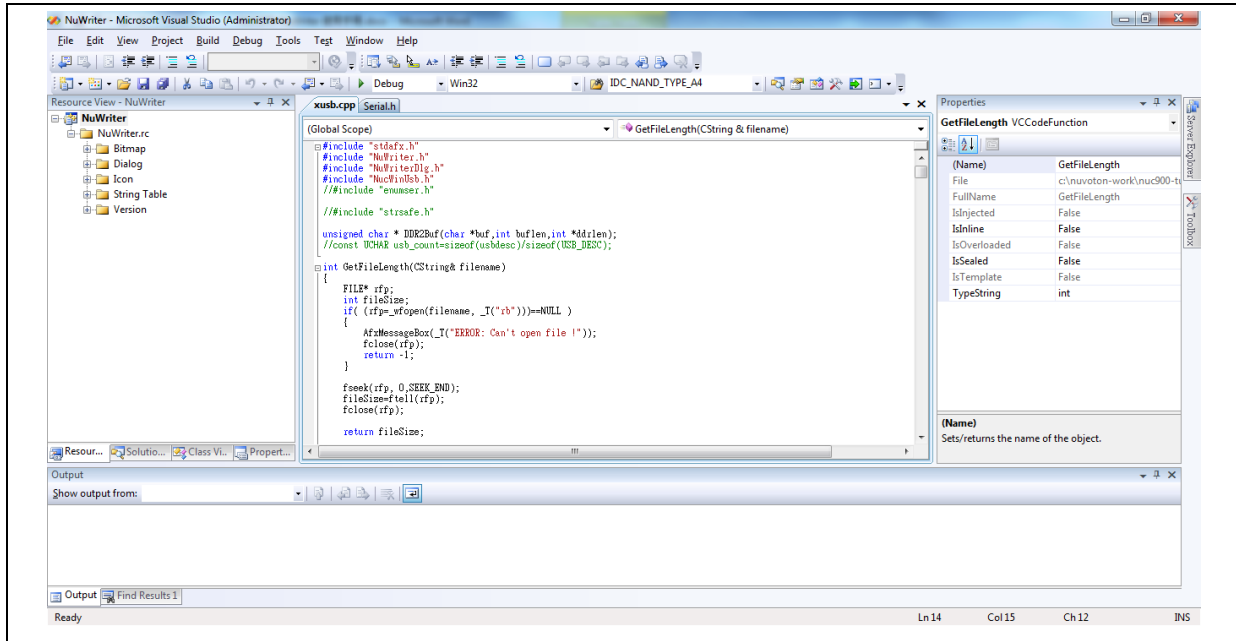 NuWriter - Microsoft Visual Studio (Administrator)
File Edit View Project Build Debug Tools Test Window Help
Debug Win32 IDC_NAND_TYPE_A4
Resource View - NuWriter
NuWriter
NuWriter.rc
Bitmap
Dialog
Icon
String Table
Version
Resour... Solutio... Class Vi... Propert...
xusb.cpp Serial.h
(Global Scope) GetFileLength(CString & filename)
#include "stdafx.h"
#include "NuWriter.h"
#include "NuWriterDlg.h"
#include "NucWinUsb.h"
//#include "enumser.h"
//#include "strsafe.h"
unsigned char * DDR2Buf(char *buf,int buflen,int *ddrlen);
//const UCHAR usb_count=sizeof(usbdesc)/sizeof(USB_DESC);
int GetFileLength(CString& filename)
{
FILE* rfp;
int fileSize;
if( (rfp=_wfopen(filename, _T("rb")))==NULL )
{
AfxMessageBox(_T("ERROR: Can't open file !"));
fclose(rfp);
return -1;
}
fseek(rfp, 0,SEEK_END);
fileSize=ftell(rfp);
fclose(rfp);
return fileSize;
Properties
GetFileLength VCCodeFunction
(Name) GetFileLength
File c:\nuvoton-work\nuc900-t
FullName GetFileLength
IsInjected False
IsInline False
IsOverloaded False
IsSealed False
IsTemplate False
TypeString int
(Name)
Sets/returns the name of the object.
Server Explorer
Toolbox
Output
Show output from:
Output Find Results 1
Ready Ln 14 Col 15 Ch 12 INS